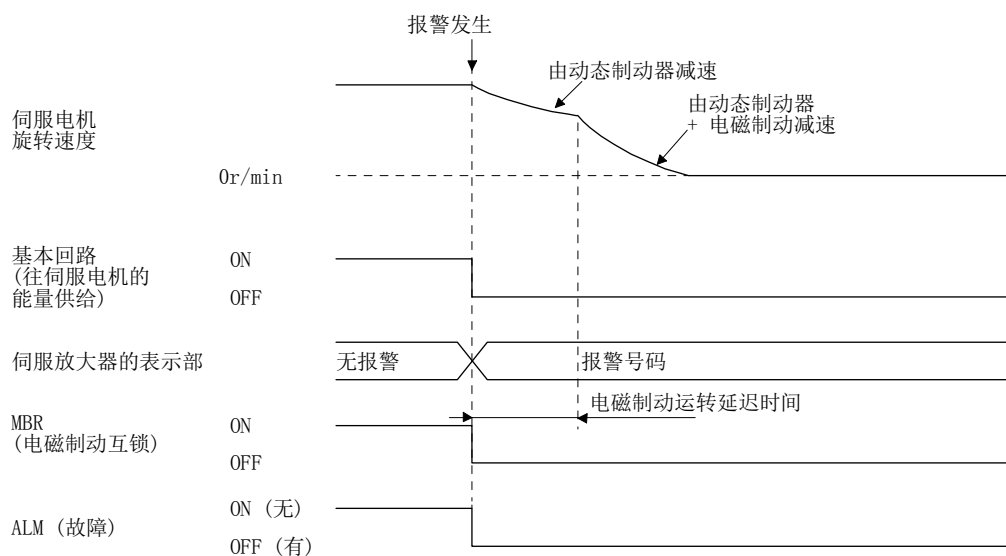 报警发生
由动态制动器减速
由动态制动器
+ 电磁制动减速
伺服电机
旋转速度
0r/min
基本回路
(往伺服电机的
能量供给)
ON
OFF
伺服放大器的表示部
无报警
报警号码
电磁制动运转延迟时间
MBR
(电磁制动互锁)
ON
OFF
ALM (故障)
ON (无)
OFF (有)